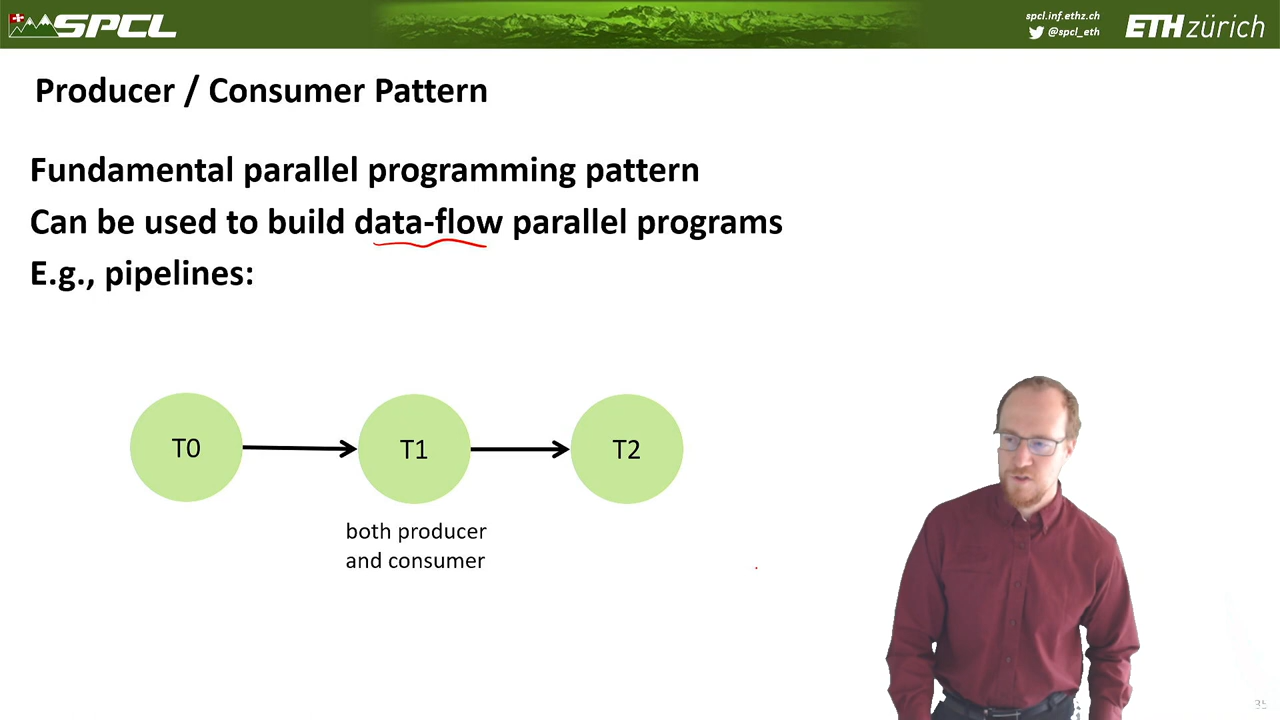 SPCL
spcl.inf.ethz.ch
@spcl_eth
ETH zürich
Producer / Consumer Pattern
Fundamental parallel programming pattern
Can be used to build data-flow parallel programs
E.g., pipelines:
T0
T1
T2
both producer
and consumer
35